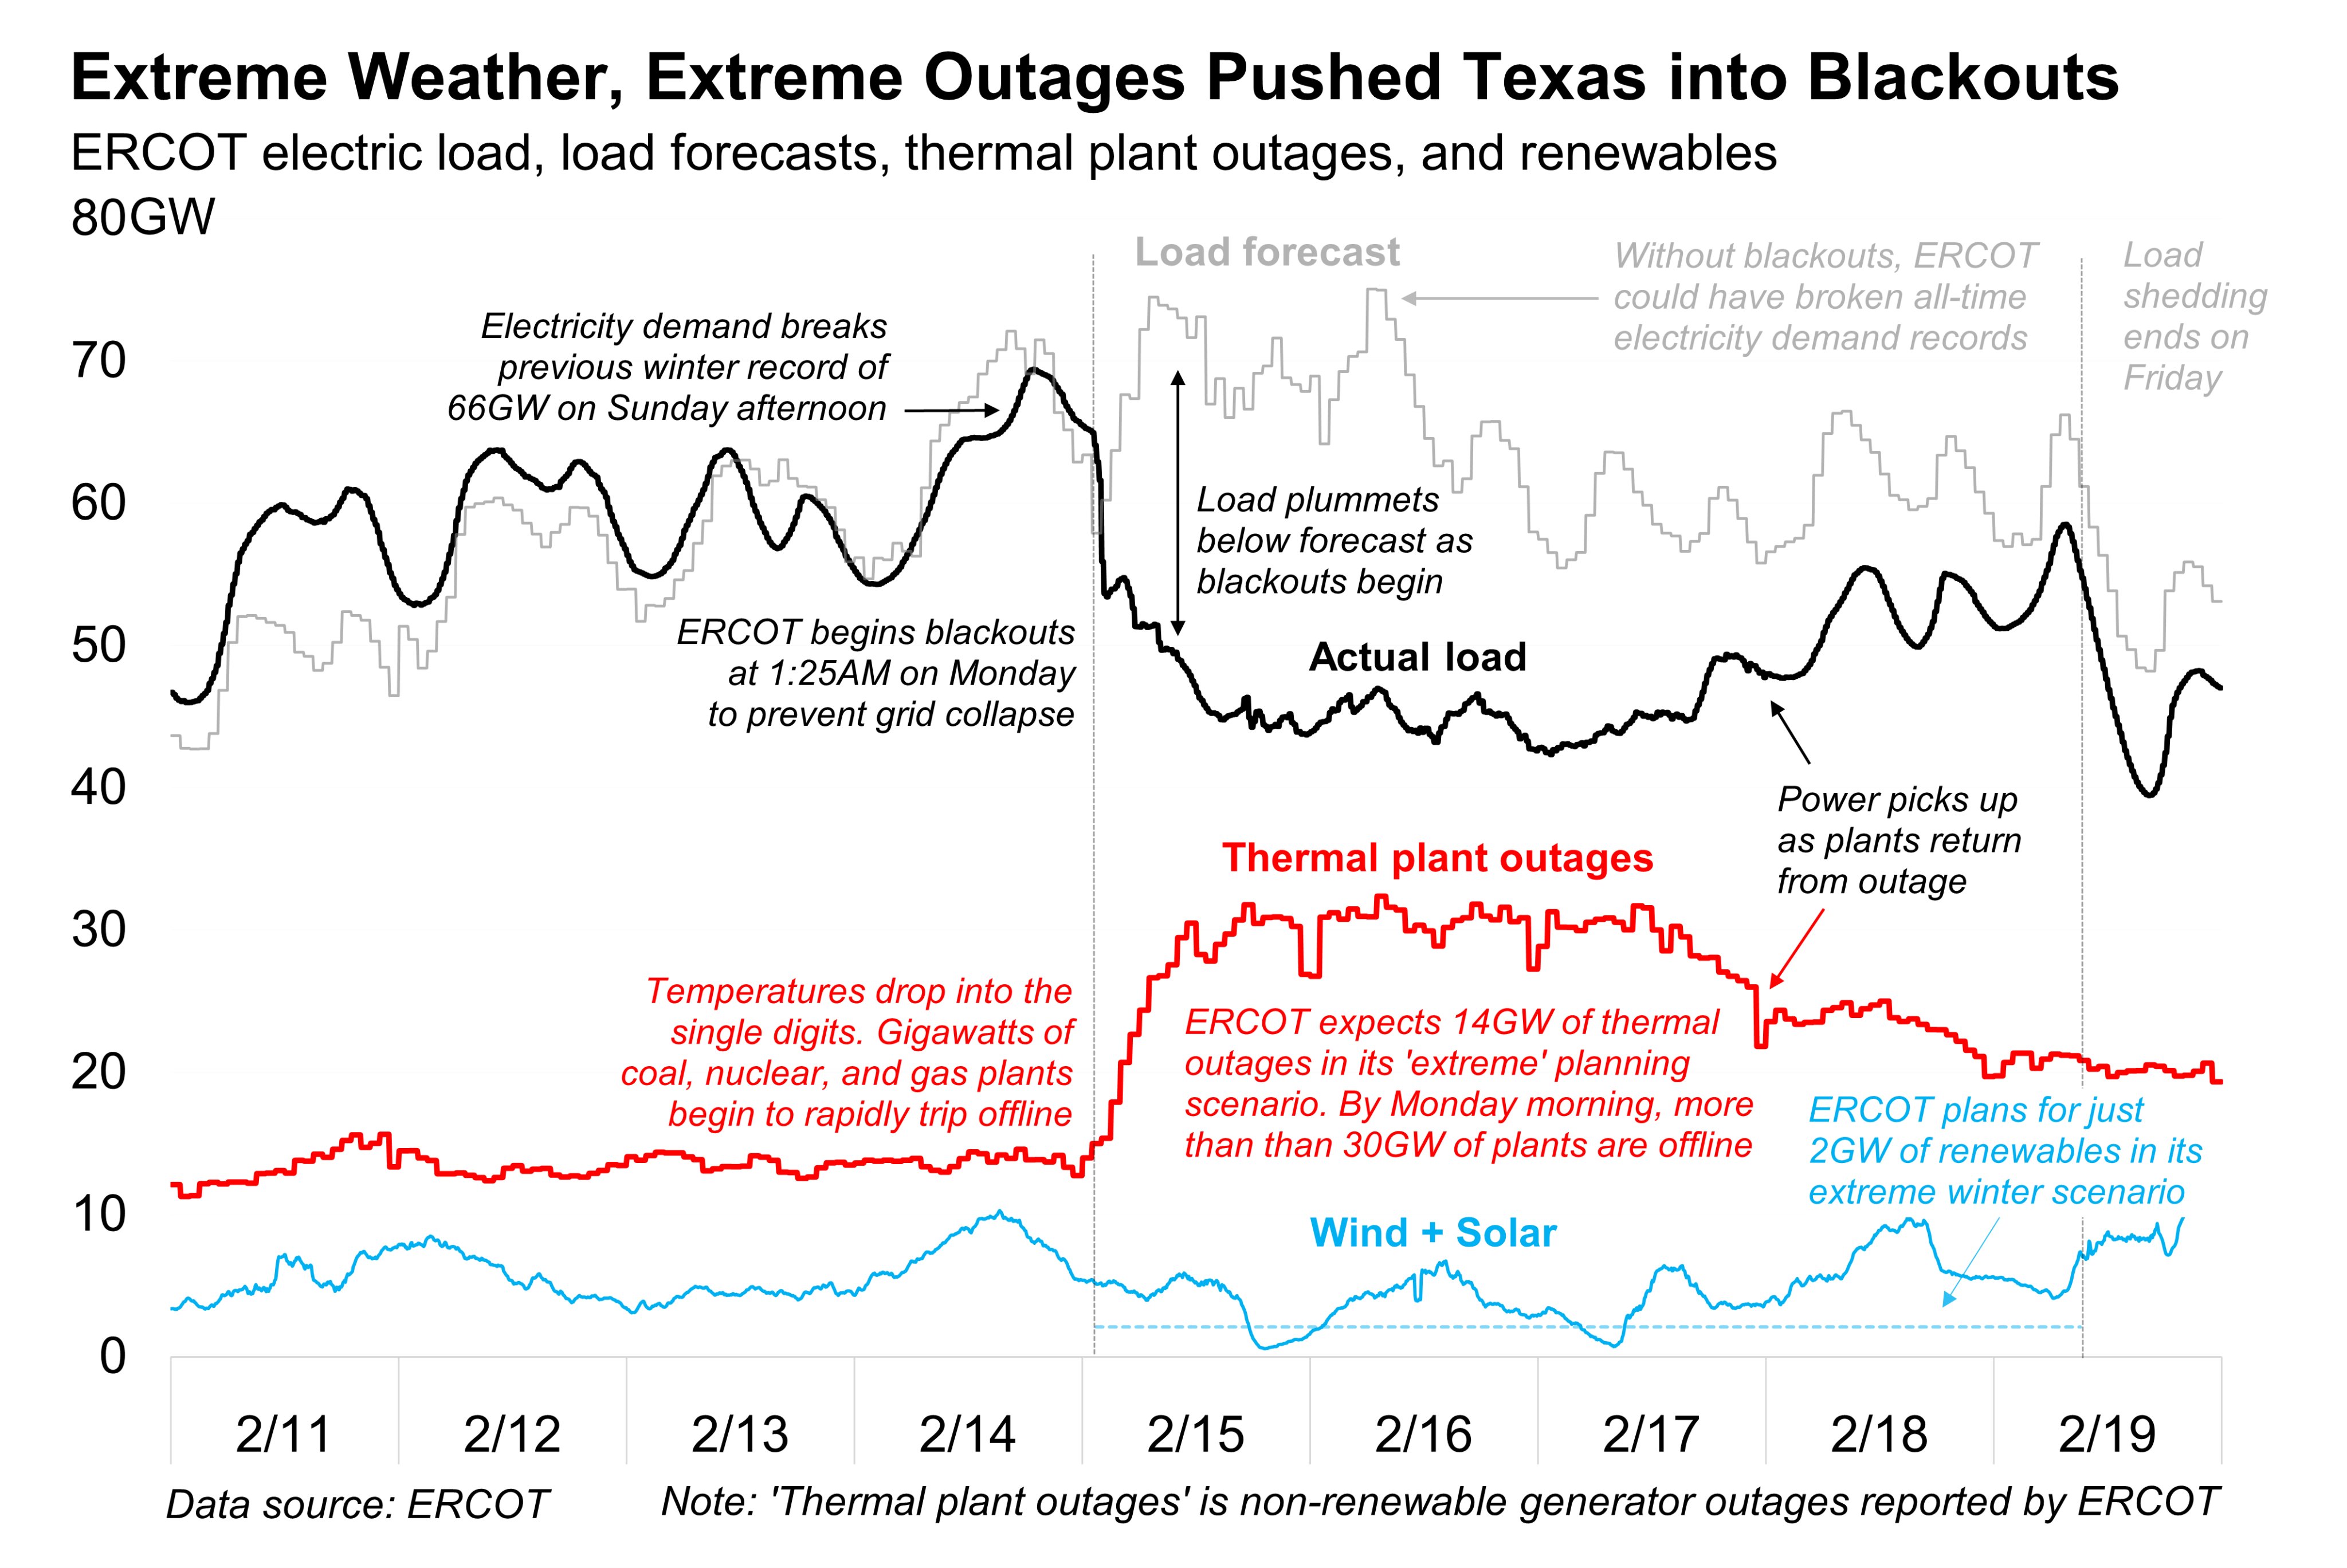 Extreme Weather, Extreme Outages Pushed Texas into Blackouts
ERCOT electric load, load forecasts, thermal plant outages, and renewables
80GW
70
60
50
40
30
20
10
0
Load forecast
Without blackouts, ERCOT
could have broken all-time
electricity demand records
Load
shedding
ends on
Friday
Electricity demand breaks
previous winter record of
66GW on Sunday afternoon
Load plummets
below forecast as
blackouts begin
ERCOT begins blackouts
at 1:25AM on Monday
to prevent grid collapse
Actual load
Power picks up
as plants return
from outage
Thermal plant outages
Temperatures drop into the
single digits. Gigawatts of
coal, nuclear, and gas plants
begin to rapidly trip offline
ERCOT expects 14GW of thermal
outages in its 'extreme' planning
scenario. By Monday morning, more
than than 30GW of plants are offline
ERCOT plans for just
2GW of renewables in its
extreme winter scenario
Wind + Solar
2/11 2/12 2/13 2/14 2/15 2/16 2/17 2/18 2/19
Data source: ERCOT
Note: 'Thermal plant outages' is non-renewable generator outages reported by ERCOT